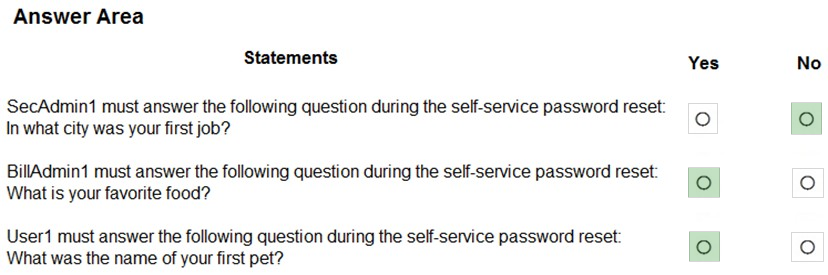 Answer Area
Statements Yes No
SecAdmin1 must answer the following question during the self-service password reset:
In what city was your first job?
BillAdmin1 must answer the following question during the self-service password reset:
What is your favorite food?
User1 must answer the following question during the self-service password reset:
What was the name of your first pet?